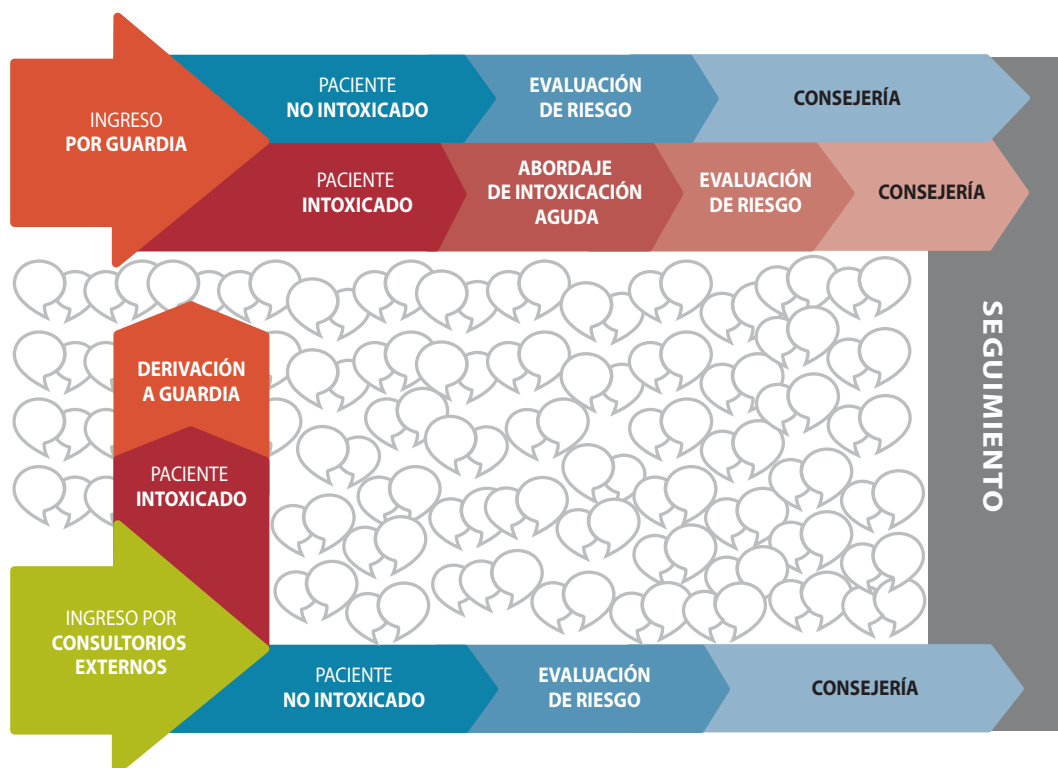 INGRESO
POR GUARDIA
PACIENTE
NO INTOXICADO
EVALUACIÓN
DE RIESGO
CONSEJERÍA
PACIENTE
INTOXICADO
ABORDAJE
DE INTOXICACIÓN
AGUDA
EVALUACIÓN
DE RIESGO
CONSEJERÍA
SEGUIMIENTO
DERIVACIÓN
A GUARDIA
PACIENTE
INTOXICADO
INGRESO POR
CONSULTORIOS
EXTERNOS
PACIENTE
NO INTOXICADO
EVALUACIÓN
DE RIESGO
CONSEJERÍA